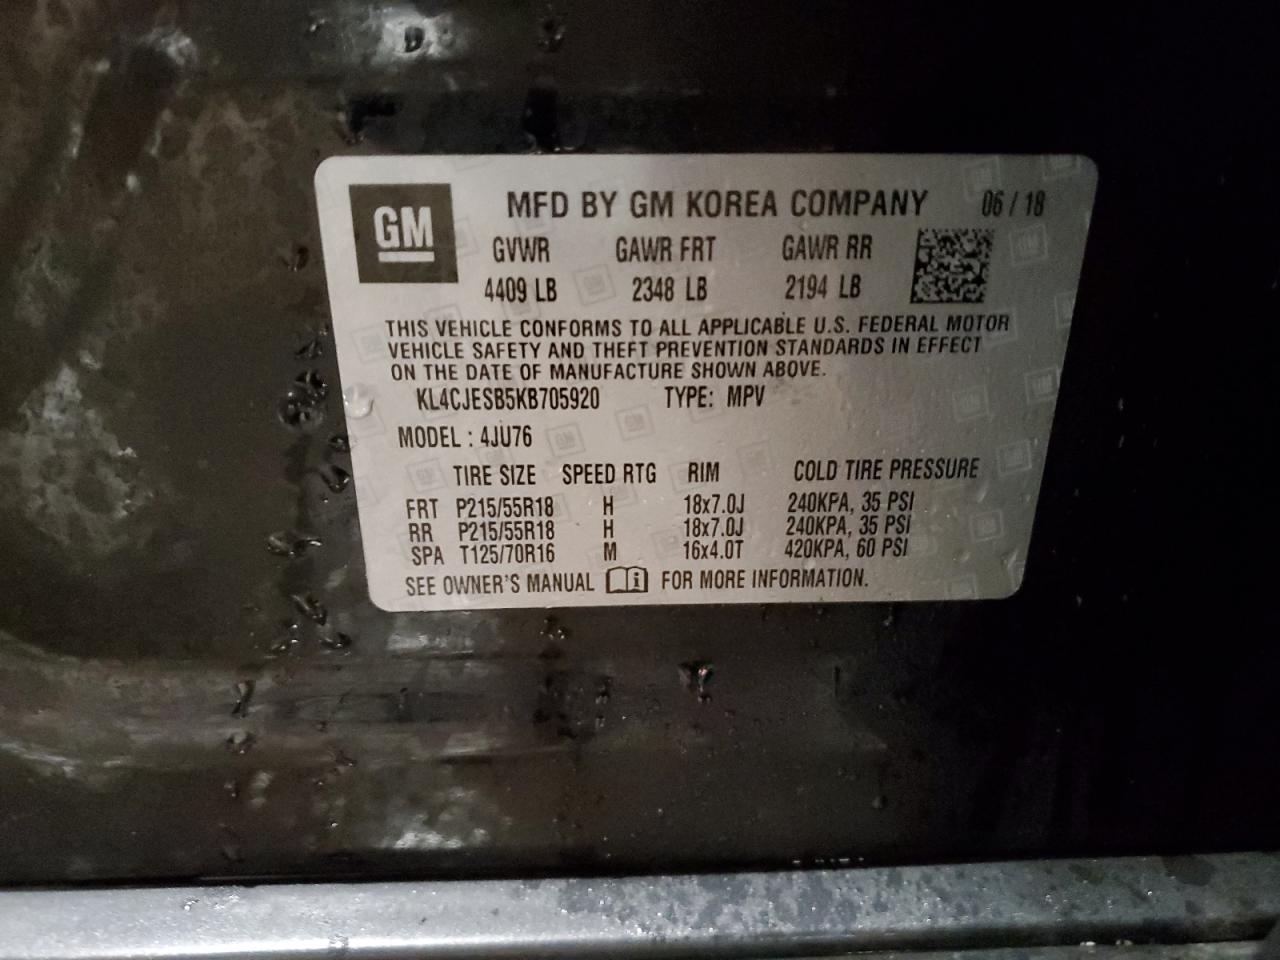 GM
MFD BY GM KOREA COMPANY 06 / 18
GVWR GAWR FRT GAWR RR
4409 LB 2348 LB 2194 LB
THIS VEHICLE CONFORMS TO ALL APPLICABLE U.S. FEDERAL MOTOR
VEHICLE SAFETY AND THEFT PREVENTION STANDARDS IN EFFECT
ON THE DATE OF MANUFACTURE SHOWN ABOVE.
KL4CJESB5KB705920 TYPE: MPV
MODEL : 4JU76
TIRE SIZE SPEED RTG RIM COLD TIRE PRESSURE
FRT P215/55R18 H 18x7.0J 240KPA, 35 PSI
RR P215/55R18 H 18x7.0J 240KPA, 35 PSI
SPA T125/70R16 M 16x4.0T 420KPA, 60 PSI
SEE OWNER'S MANUAL FOR MORE INFORMATION.